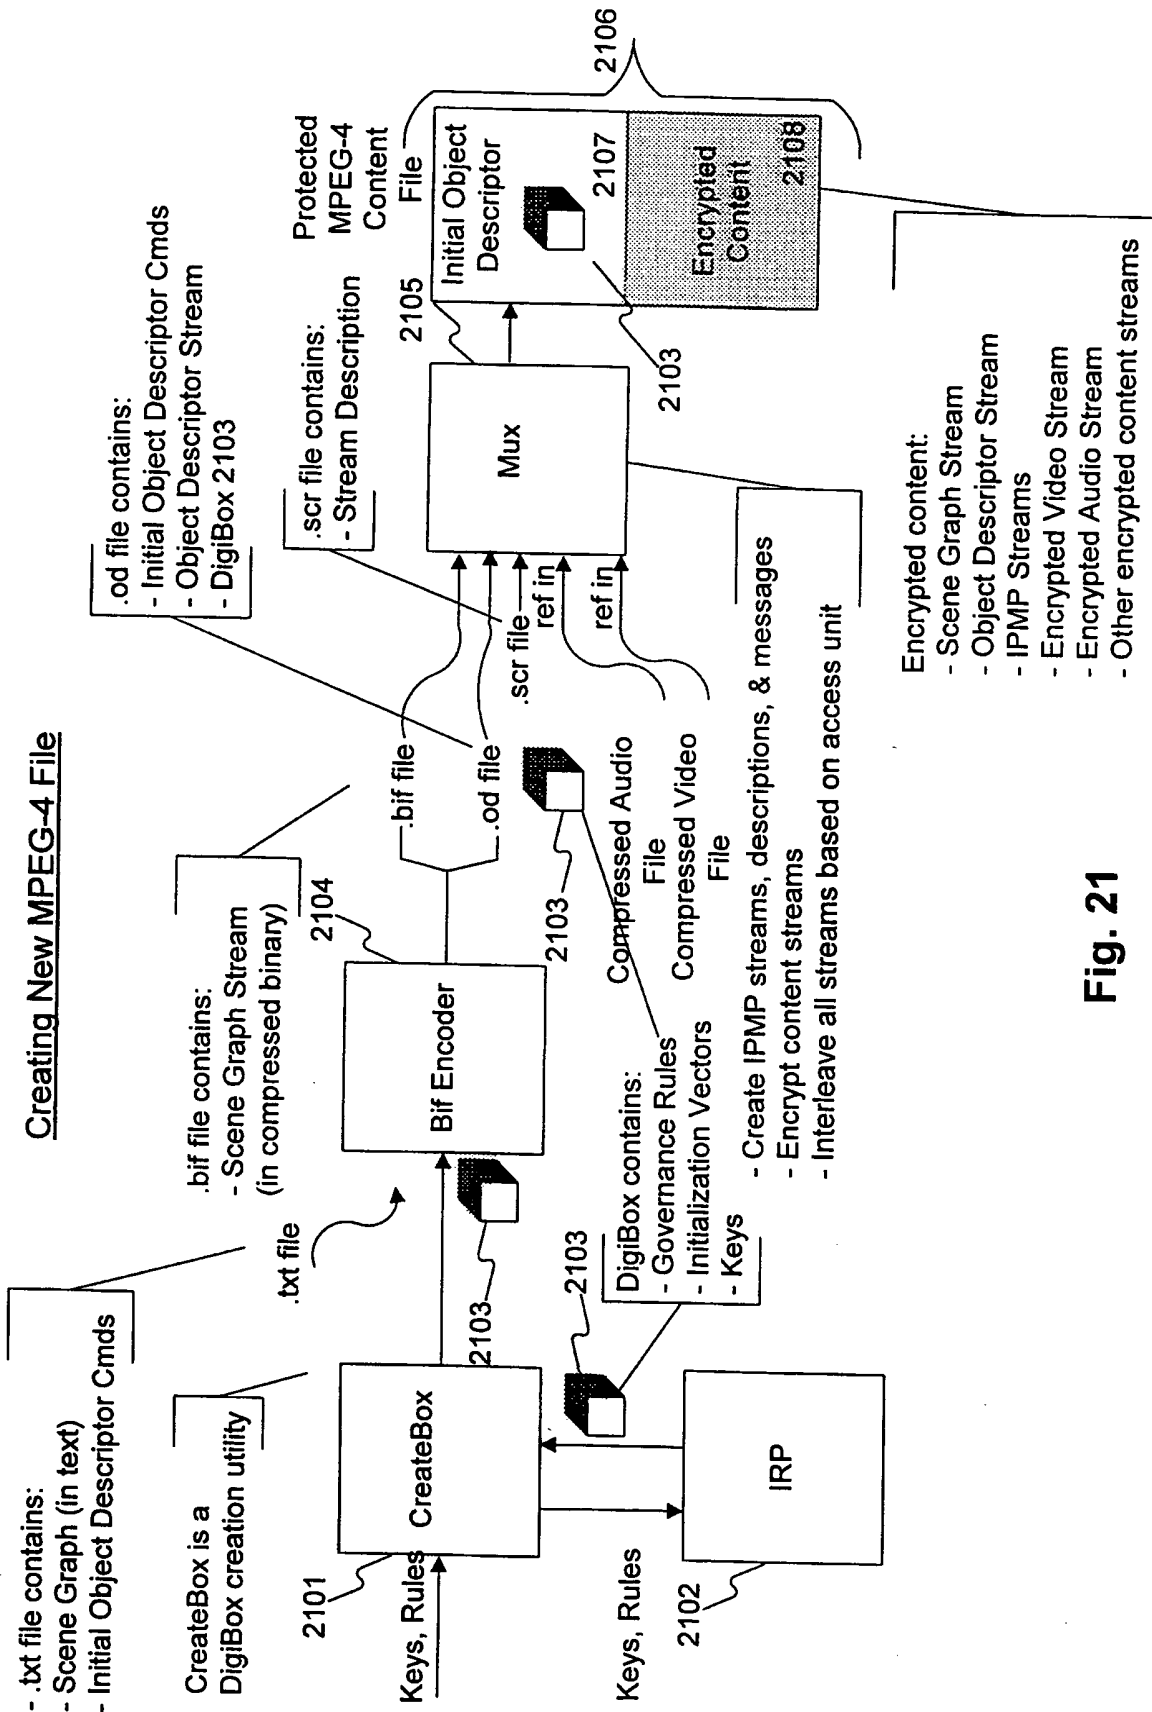 Creating New MPEG-4 File
- .txt file contains:
- Scene Graph (in text)
- Initial Object Descriptor Cmds
CreateBox is a
DigiBox creation utility
2101
Keys, Rules
CreateBox
Keys, Rules
2102
IRP
2103
DigiBox contains:
- Governance Rules
- Initialization Vectors
- Keys
.txt file
2103
.bif file contains:
- Scene Graph Stream
(in compressed binary)
2104
Bif Encoder
.bif file
.od file
2103
.od file contains:
- Initial Object Descriptor Cmds
- Object Descriptor Stream
- DigiBox 2103
.scr file contains:
- Stream Description
.scr file
ref in
ref in
Compressed Audio
File
Compressed Video
File
2105
Mux
- Create IPMP streams, descriptions, & messages
- Encrypt content streams
- Interleave all streams based on access unit
Protected
MPEG-4
Content
File
2106
Initial Object
Descriptor
2107
2103
Encrypted
Content
2108
Encrypted content:
- Scene Graph Stream
- Object Descriptor Stream
- IPMP Streams
- Encrypted Video Stream
- Encrypted Audio Stream
- Other encrypted content streams
Fig. 21